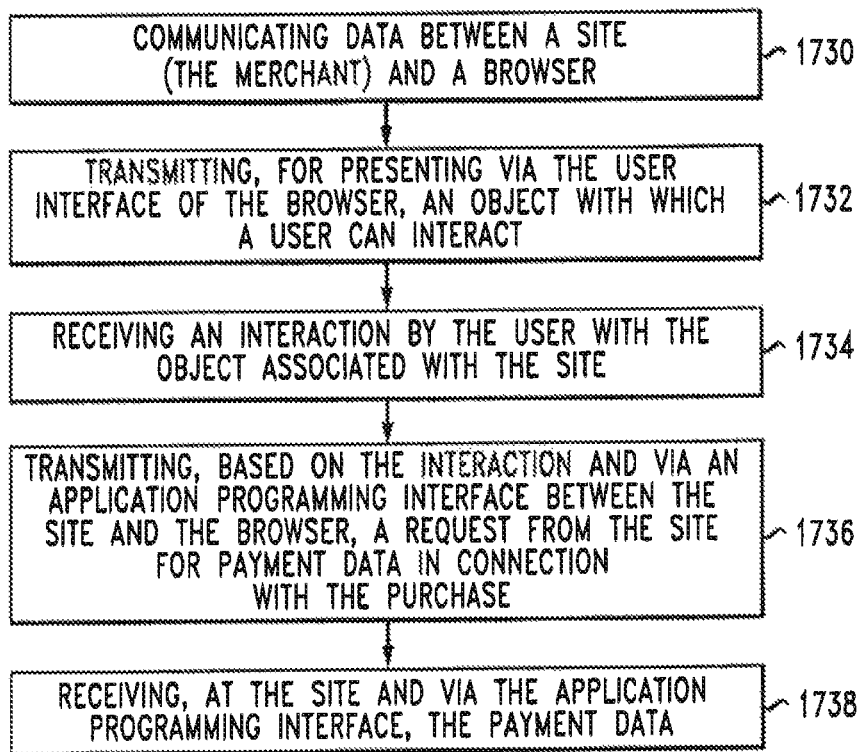 COMMUNICATING DATA BETWEEN A SITE
(THE MERCHANT) AND A BROWSER
1730
TRANSMITTING, FOR PRESENTING VIA THE USER
INTERFACE OF THE BROWSER, AN OBJECT WITH WHICH
A USER CAN INTERACT
1732
RECEIVING AN INTERACTION BY THE USER WITH THE
OBJECT ASSOCIATED WITH THE SITE
1734
TRANSMITTING, BASED ON THE INTERACTION AND VIA AN
APPLICATION PROGRAMMING INTERFACE BETWEEN THE
SITE AND THE BROWSER, A REQUEST FROM THE SITE
FOR PAYMENT DATA IN CONNECTION
WITH THE PURCHASE
1736
RECEIVING, AT THE SITE AND VIA THE APPLICATION
PROGRAMMING INTERFACE, THE PAYMENT DATA
1738